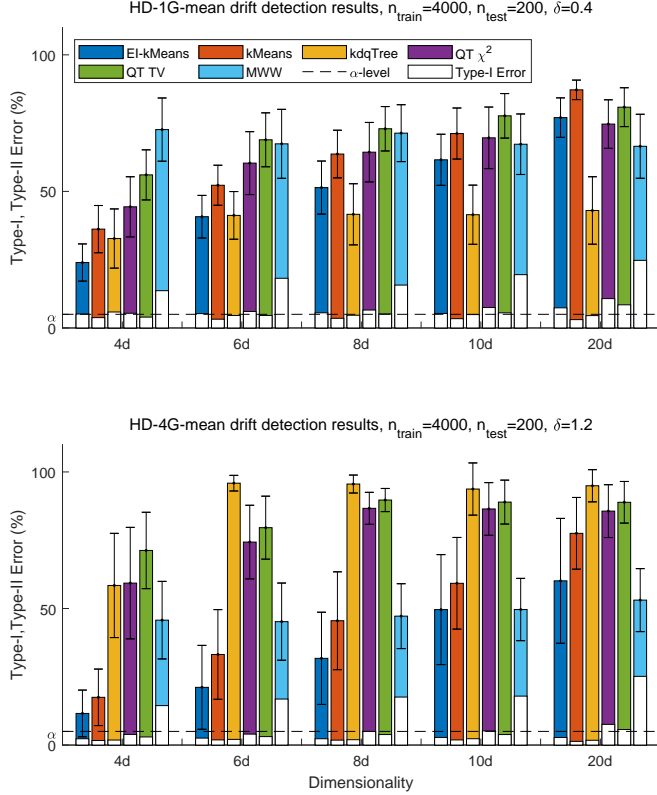 HD-1G-mean drift detection results, n_train=4000, n_test=200, δ=0.4
EI-kMeans kMeans kdqTree QT χ²
QT TV MWW α-level Type-I Error
Type-I, Type-II Error (%)
100
50
α
0
4d 6d 8d 10d 20d
HD-4G-mean drift detection results, n_train=4000, n_test=200, δ=1.2
Type-I,Type-II Error (%)
100
50
α
0
4d 6d 8d 10d 20d
Dimensionality